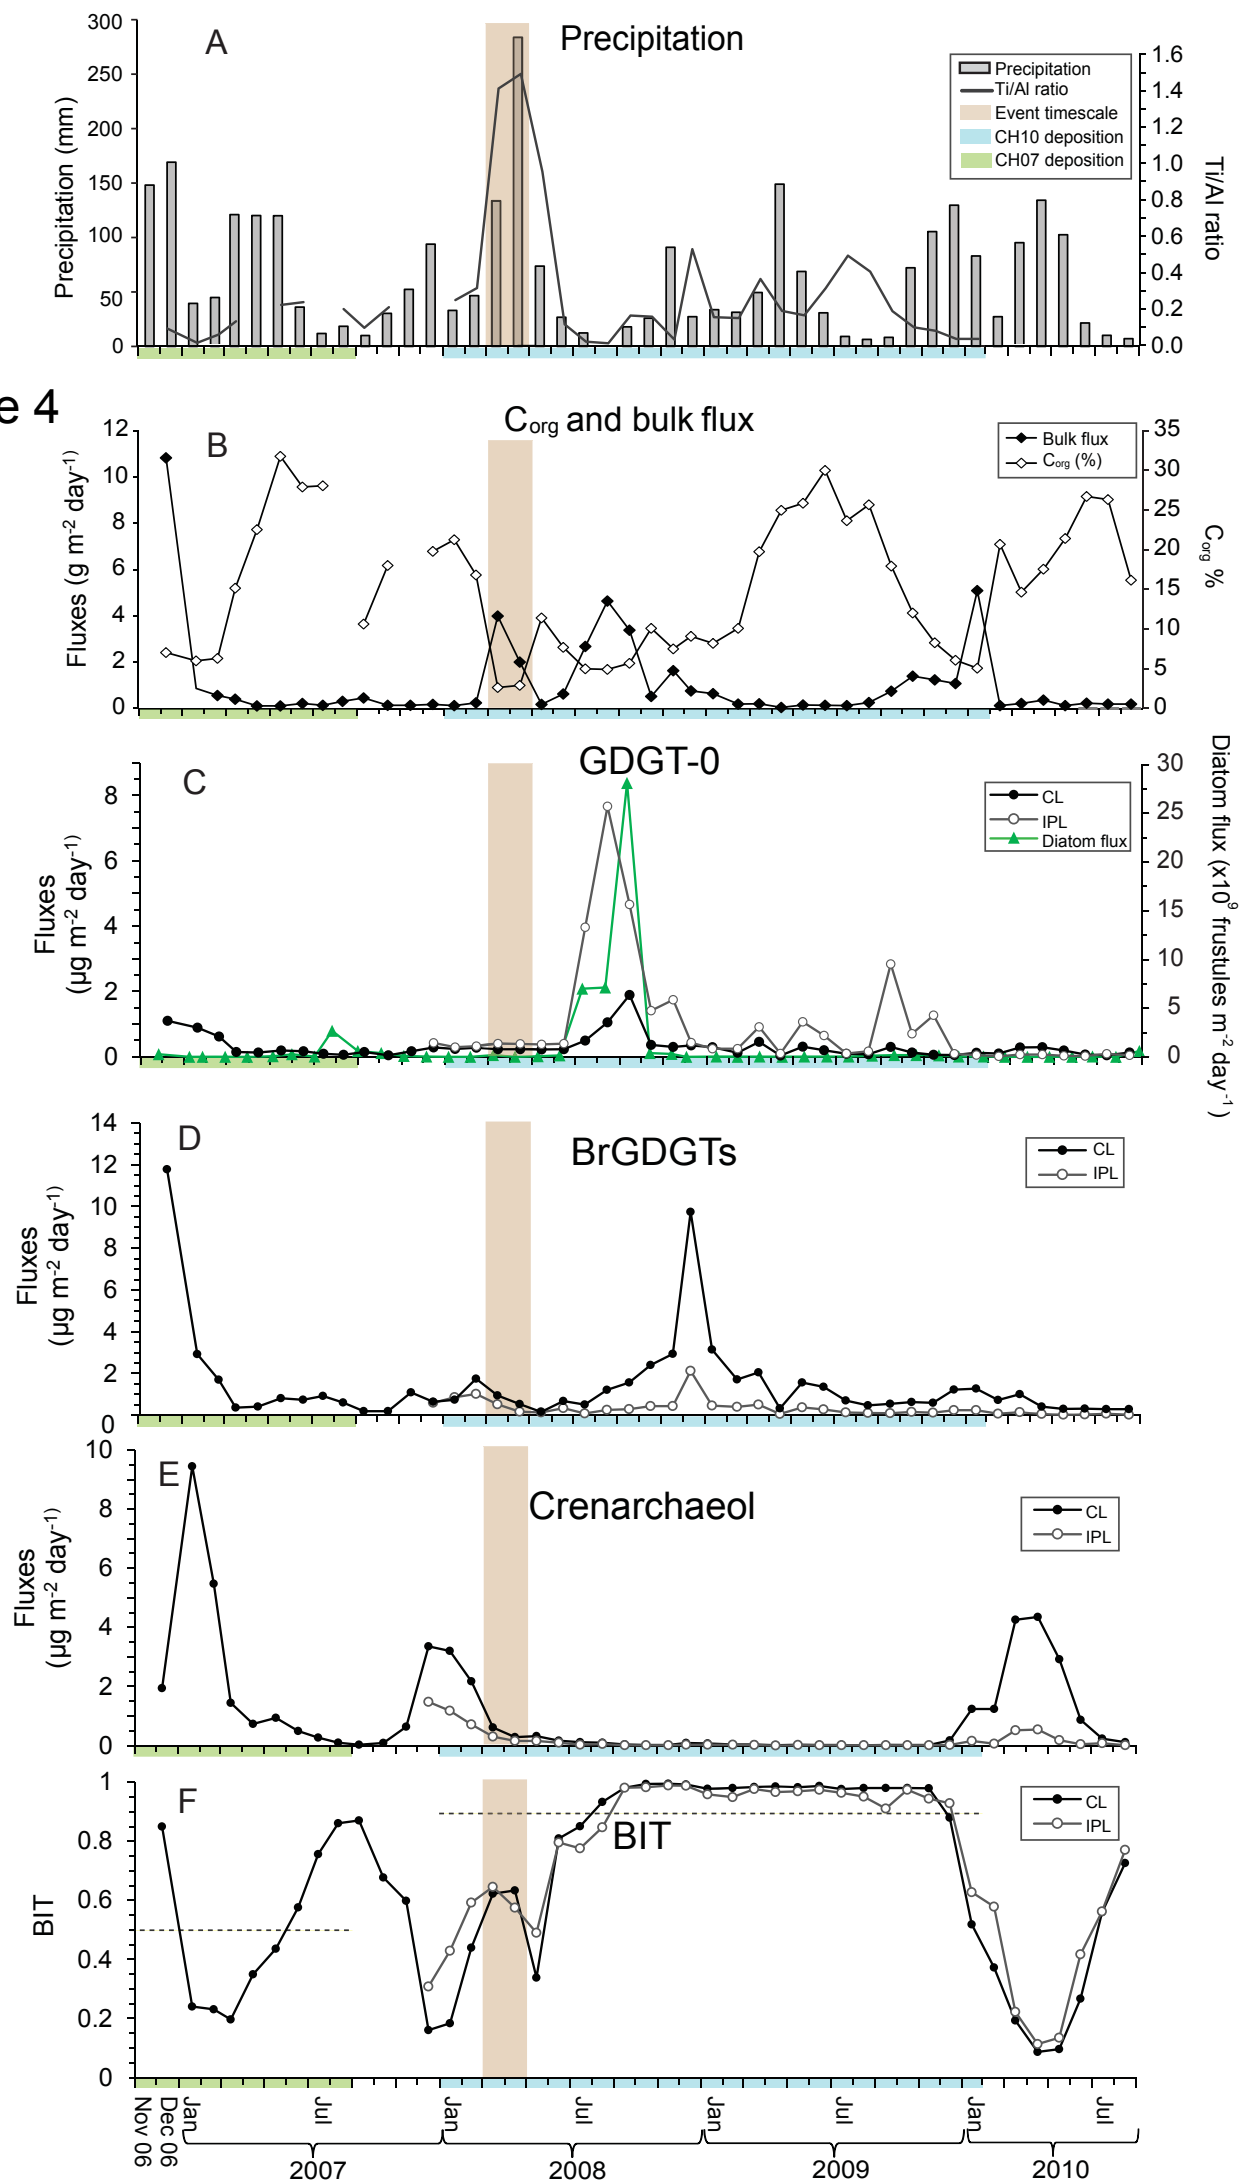 A
Precipitation
Precipitation (mm)
300
250
200
150
100
50
0
Precipitation
Ti/Al ratio
Event timescale
CH10 deposition
CH07 deposition
1.6
1.4
1.2
1.0
0.8
0.6
0.4
0.2
0.0
Ti/Al ratio
e 4
B
Corg and bulk flux
Fluxes (g m-2 day-1)
12
10
8
6
4
2
0
Bulk flux
Corg (%)
35
30
25
20
15
10
5
0
Corg %
C
GDGT-0
Fluxes
(µg m-2 day-1)
8
6
4
2
0
CL
IPL
Diatom flux
30
25
20
15
10
5
0
Diatom flux (x10⁹ frustules m-2 day-1)
D
BrGDGTs
Fluxes
(µg m-2 day-1)
14
12
10
8
6
4
2
0
CL
IPL
E
Crenarchaeol
Fluxes
(µg m-2 day-1)
10
8
6
4
2
0
CL
IPL
F
BIT
BIT
1
0.8
0.6
0.4
0.2
0
CL
IPL
Nov 06
Dec 06
Jan
Jul
Jan
Jul
Jan
Jul
Jan
Jul
2007
2008
2009
2010